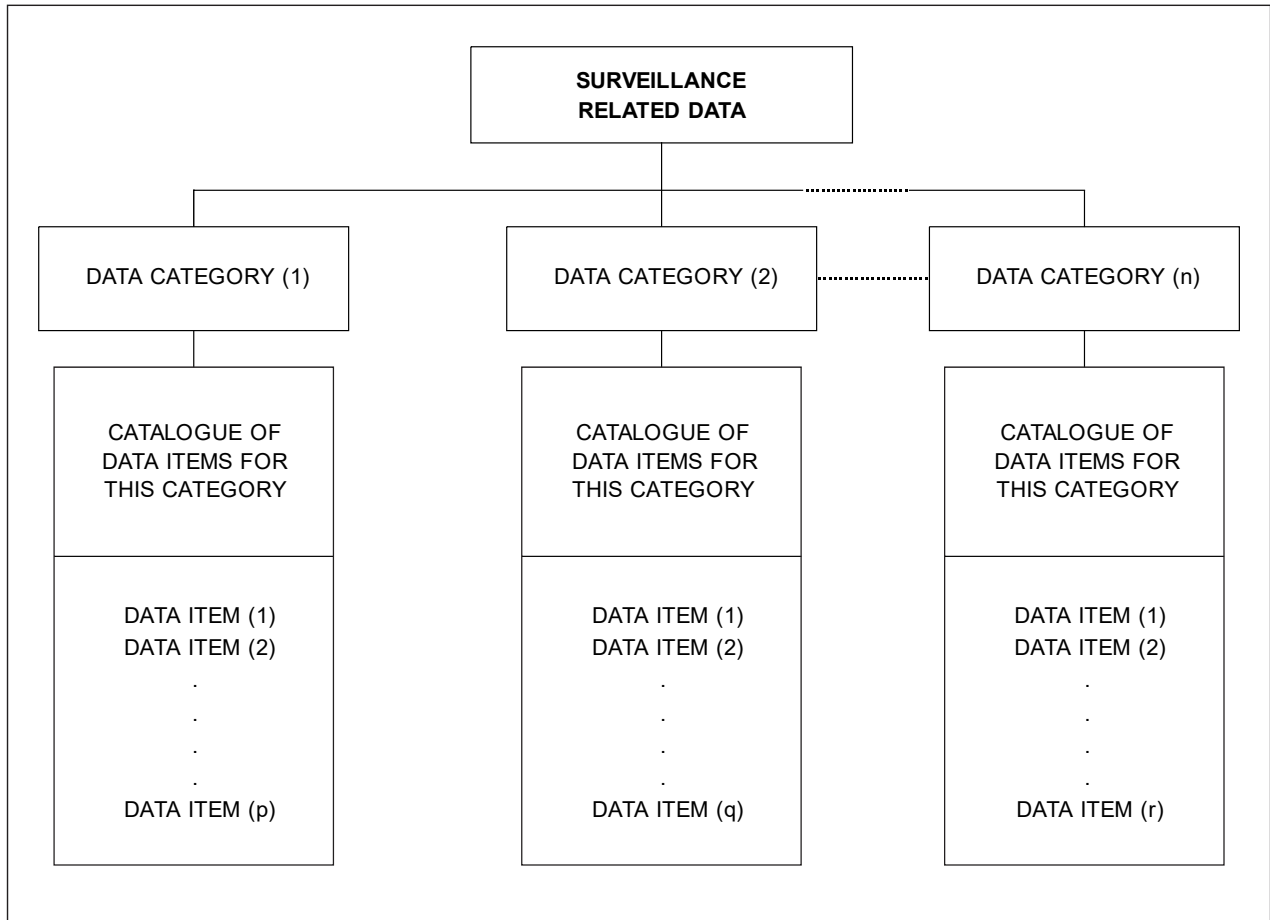 SURVEILLANCE
RELATED DATA
DATA CATEGORY (1)
DATA CATEGORY (2)
DATA CATEGORY (n)
CATALOGUE OF
DATA ITEMS FOR
THIS CATEGORY
DATA ITEM (1)
DATA ITEM (2)
.
.
.
.
DATA ITEM (p)
CATALOGUE OF
DATA ITEMS FOR
THIS CATEGORY
DATA ITEM (1)
DATA ITEM (2)
.
.
.
.
DATA ITEM (q)
CATALOGUE OF
DATA ITEMS FOR
THIS CATEGORY
DATA ITEM (1)
DATA ITEM (2)
.
.
.
.
DATA ITEM (r)